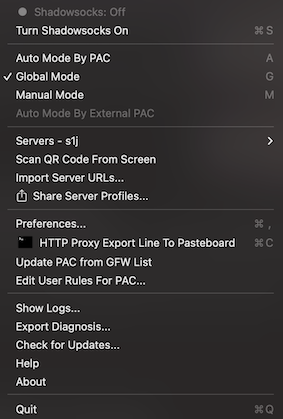 Shadowsocks: Off
Turn Shadowsocks On ⌘ S
Auto Mode By PAC A
✓ Global Mode G
Manual Mode M
Auto Mode By External PAC
Servers - s1j >
Scan QR Code From Screen
Import Server URLs...
Share Server Profiles...
Preferences... ⌘ ,
HTTP Proxy Export Line To Pasteboard ⌘ C
Update PAC from GFW List
Edit User Rules For PAC...
Show Logs...
Export Diagnosis...
Check for Updates...
Help
About
Quit ⌘ Q